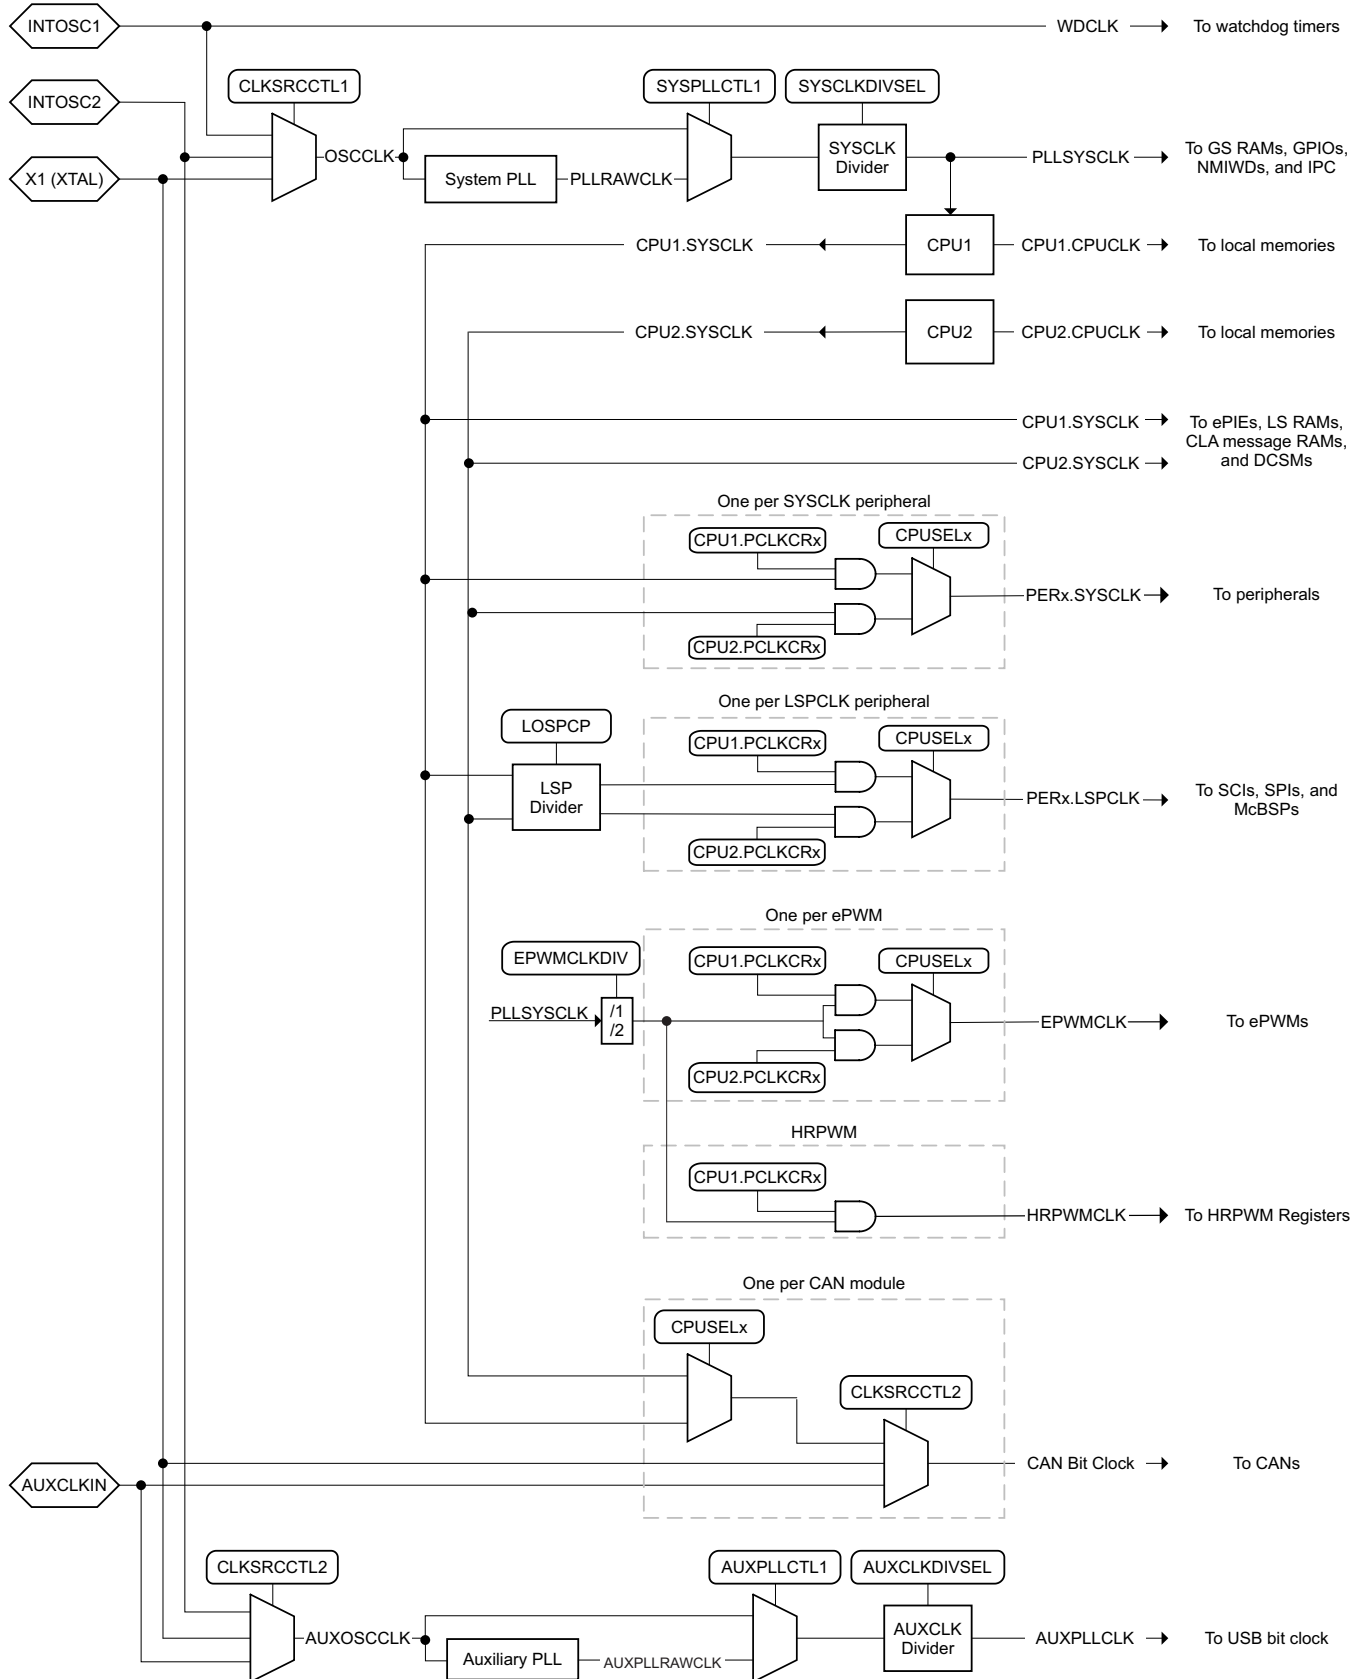 INTOSC1
WDCLK
To watchdog timers
INTOSC2
CLKSRCCTL1
SYSPLLCTL1
SYSCLKDIVSEL
X1 (XTAL)
OSCCLK
System PLL
PLLRAWCLK
SYSCLK
Divider
PLLSYSCLK
To GS RAMs, GPIOs,
NMIWDs, and IPC
CPU1.SYSCLK
CPU1
CPU1.CPUCLK
To local memories
CPU2.SYSCLK
CPU2
CPU2.CPUCLK
To local memories
CPU1.SYSCLK
CPU2.SYSCLK
To ePIEs, LS RAMs,
CLA message RAMs,
and DCSMs
One per SYSCLK peripheral
CPU1.PCLKCRx
CPUSELx
CPU2.PCLKCRx
PERx.SYSCLK
To peripherals
One per LSPCLK peripheral
LOSPCP
LSP
Divider
CPU1.PCLKCRx
CPUSELx
CPU2.PCLKCRx
PERx.LSPCLK
To SCIs, SPIs, and
McBSPs
One per ePWM
EPWMCLKDIV
PLLSYSCLK
/1
/2
CPU1.PCLKCRx
CPUSELx
CPU2.PCLKCRx
EPWMCLK
To ePWMs
HRPWM
CPU1.PCLKCRx
HRPWMCLK
To HRPWM Registers
One per CAN module
CPUSELx
CLKSRCCTL2
CAN Bit Clock
To CANs
AUXCLKIN
CLKSRCCTL2
AUXPLLCTL1
AUXCLKDIVSEL
AUXOSCCLK
Auxiliary PLL
AUXPLLRAWCLK
AUXCLK
Divider
AUXPLLCLK
To USB bit clock